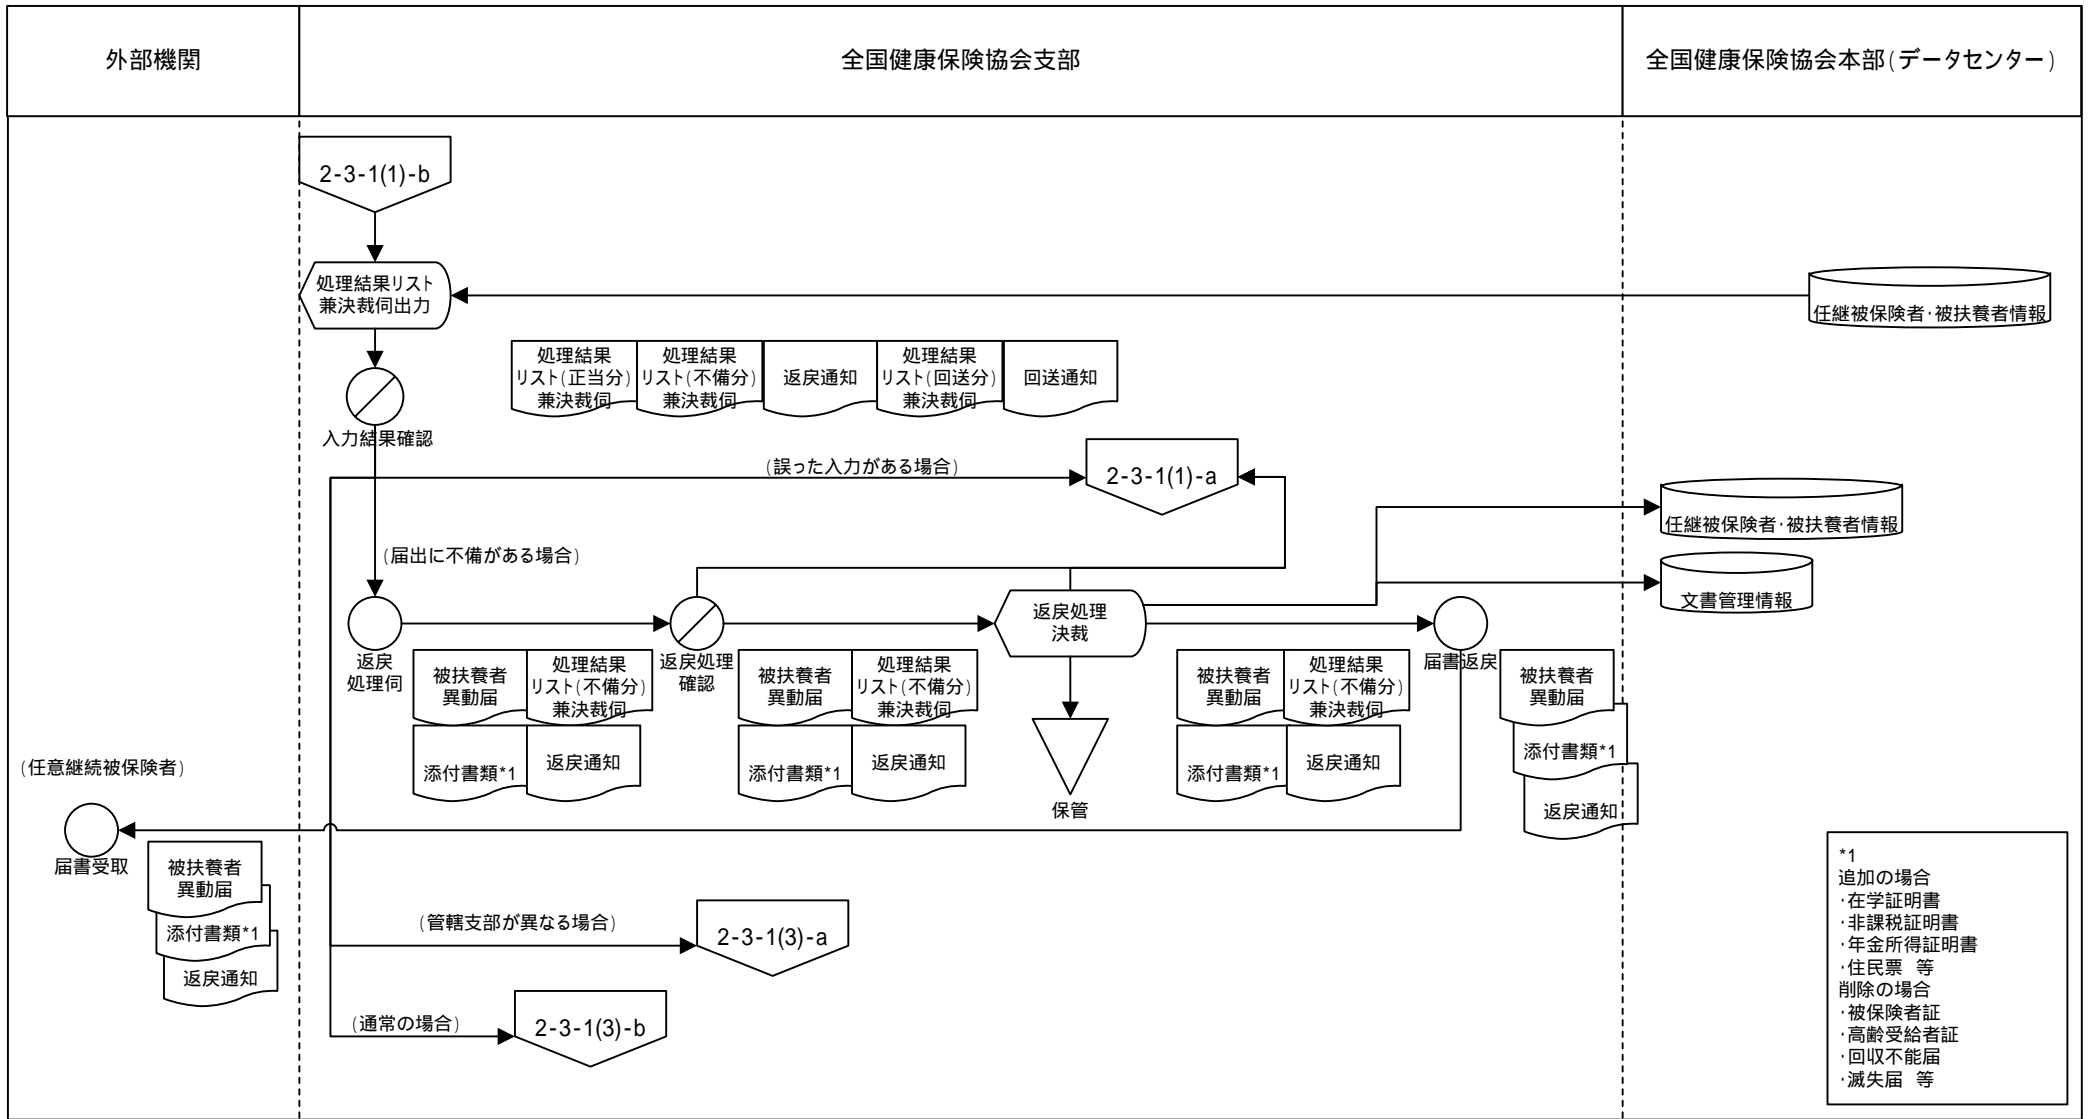 外部機関
全国健康保険協会支部
全国健康保険協会本部(データセンター)
2-3-1(1)-b
処理結果リスト
兼決裁伺出力
任継被保険者・被扶養者情報
処理結果
リスト(正当分)
兼決裁伺
処理結果
リスト(不備分)
兼決裁伺
返戻通知
処理結果
リスト(回送分)
兼決裁伺
回送通知
入力結果確認
(誤った入力がある場合)
2-3-1(1)-a
任継被保険者・被扶養者情報
(届出に不備がある場合)
文書管理情報
返戻
処理伺
返戻処理
確認
返戻処理
決裁
届書返戻
被扶養者
異動届
処理結果
リスト(不備分)
兼決裁伺
添付書類*1
返戻通知
被扶養者
異動届
処理結果
リスト(不備分)
兼決裁伺
添付書類*1
返戻通知
保管
被扶養者
異動届
処理結果
リスト(不備分)
兼決裁伺
添付書類*1
返戻通知
被扶養者
異動届
添付書類*1
返戻通知
(任意継続被保険者)
届書受取
被扶養者
異動届
添付書類*1
返戻通知
(管轄支部が異なる場合)
2-3-1(3)-a
(通常の場合)
2-3-1(3)-b
*1
追加の場合
・在学証明書
・非課税証明書
・年金所得証明書
・住民票 等
削除の場合
・被保険者証
・高齢受給者証
・回収不能届
・滅失届 等